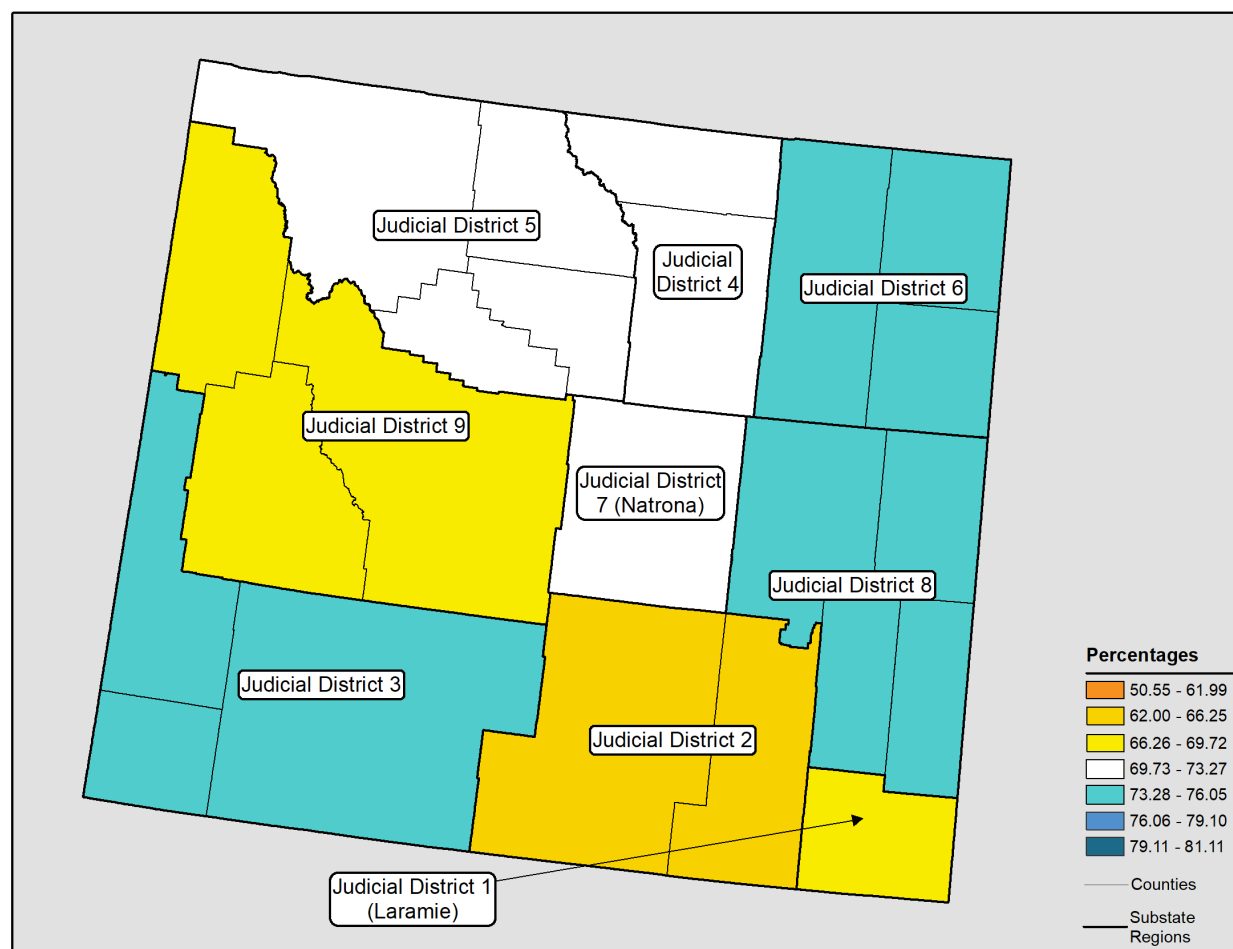 Judicial District 5
Judicial
District 4
Judicial District 6
Judicial District 9
Judicial District
7 (Natrona)
Judicial District 8
Judicial District 3
Judicial District 2
Judicial District 1
(Laramie)
Percentages
50.55 - 61.99
62.00 - 66.25
66.26 - 69.72
69.73 - 73.27
73.28 - 76.05
76.06 - 79.10
79.11 - 81.11
Counties
Substate
Regions